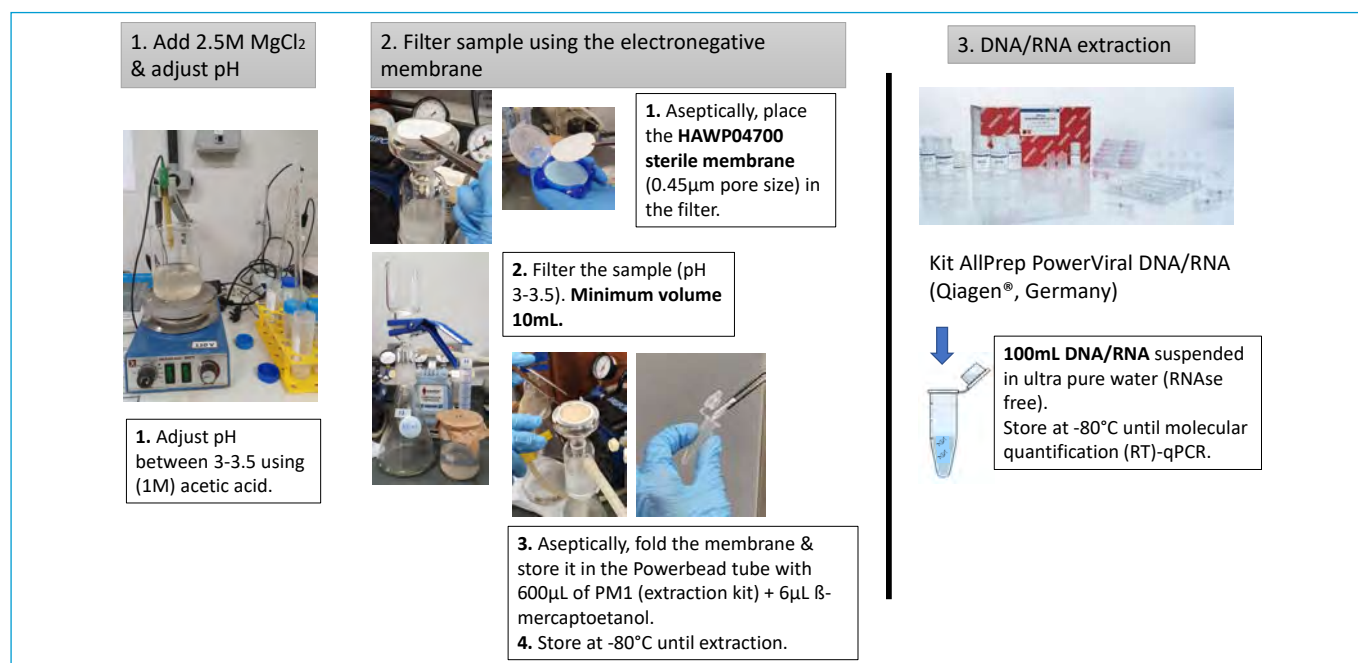 1. Add 2.5M MgCl₂
& adjust pH
1. Adjust pH
between 3-3.5 using
(1M) acetic acid.
2. Filter sample using the electronegative
membrane
1. Aseptically, place
the HAWP04700
sterile membrane
(0.45µm pore size) in
the filter.
2. Filter the sample (pH
3-3.5). Minimum volume
10mL.
3. Aseptically, fold the membrane &
store it in the Powerbead tube with
600µL of PM1 (extraction kit) + 6µL ß-
mercaptoetanol.
4. Store at -80°C until extraction.
3. DNA/RNA extraction
Kit AllPrep PowerViral DNA/RNA
(Qiagen®, Germany)
100mL DNA/RNA suspended
in ultra pure water (RNAse
free).
Store at -80°C until molecular
quantification (RT)-qPCR.